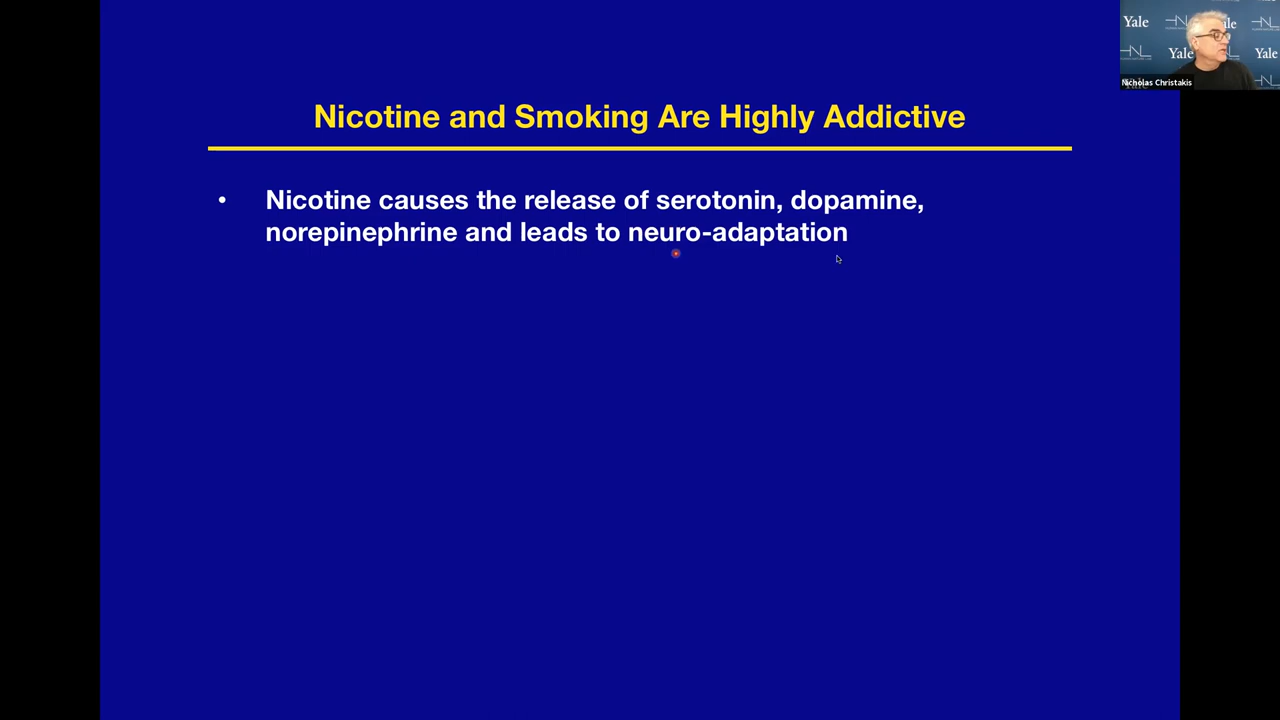 Nicotine and Smoking Are Highly Addictive
• Nicotine causes the release of serotonin, dopamine,
norepinephrine and leads to neuro-adaptation
Yale
Yale
Yale
Nicholas Christakis